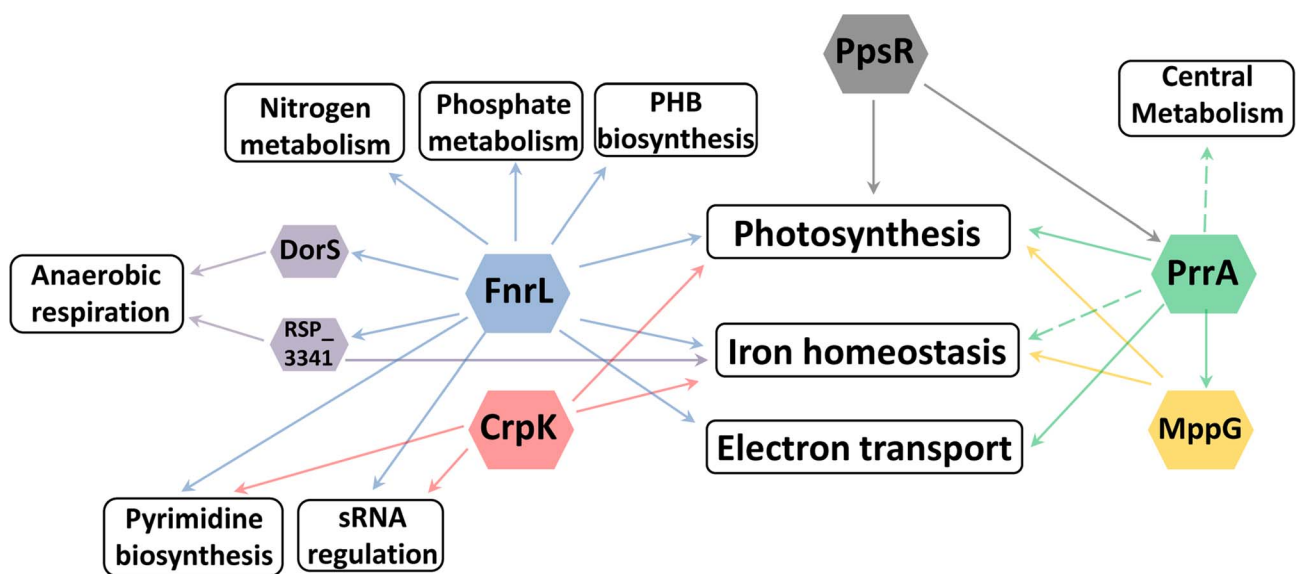 PpsR
Central
Metabolism
Nitrogen
metabolism
Phosphate
metabolism
PHB
biosynthesis
Photosynthesis
DorS
Anaerobic
respiration
FnrL
PrrA
RSP_
3341
Iron homeostasis
CrpK
MppG
Electron transport
Pyrimidine
biosynthesis
sRNA
regulation